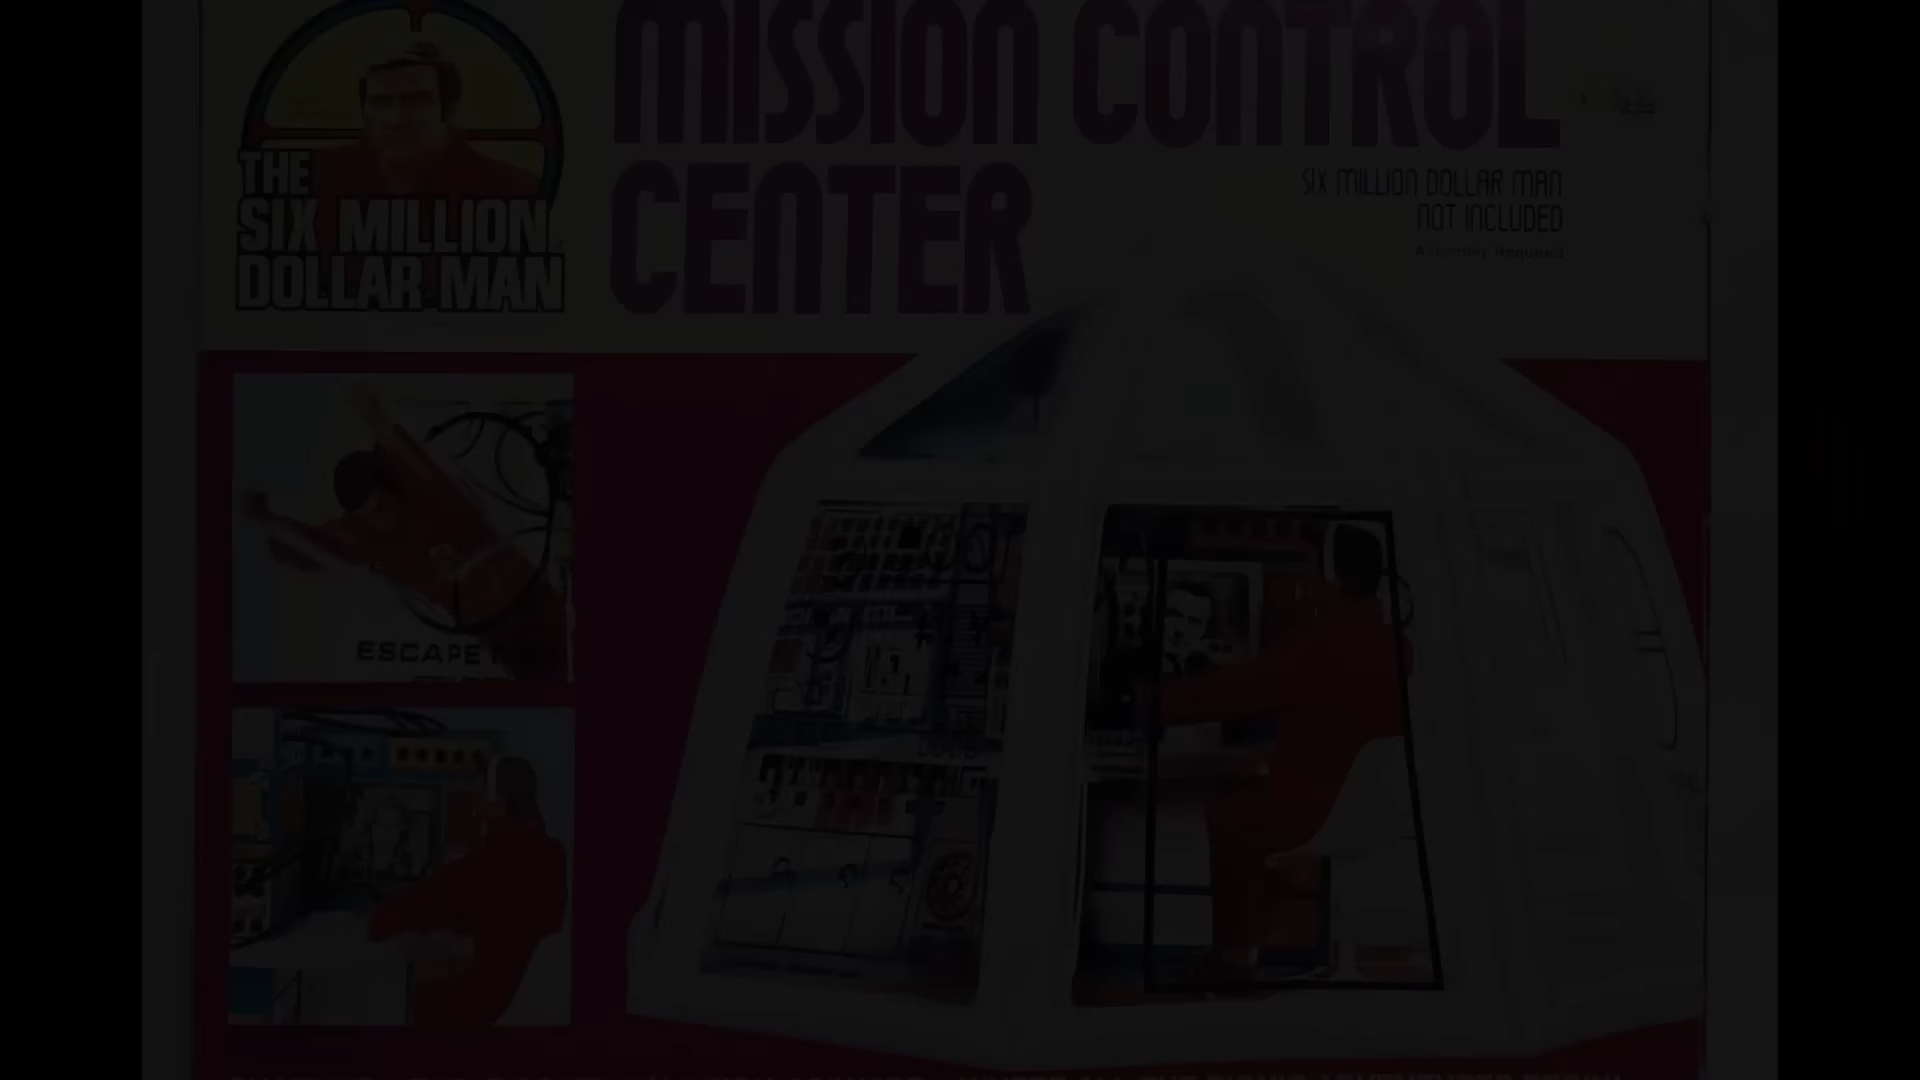 MISSION CONTROL
CENTER
THE
SIX MILLION
DOLLAR MAN
SIX MILLION DOLLAR MAN
NOT INCLUDED
Assembly Required
ESCAPE